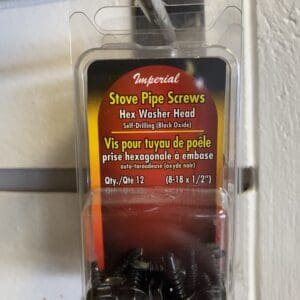 Imperial
Stove Pipe Screws
Hex Washer Head
Self-Drilling (Black Oxide)
Vis pour tuyau de poêle
prise hexagonale à embase
auto-taraudeuse (oxyde noir)
Qty./Qté 12 (8-18 x 1/2")